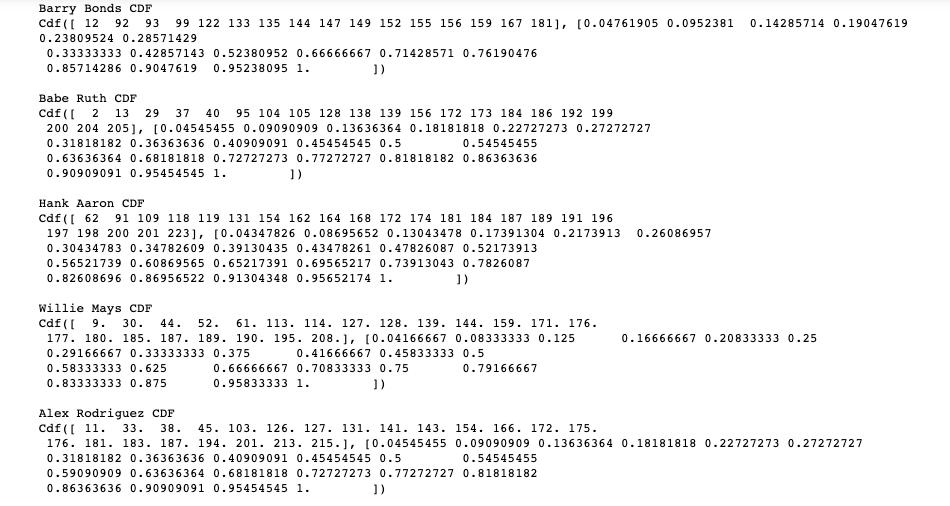 Barry Bonds CDF
Cdf([ 12  92  93  99 122 133 135 144 147 149 152 155 156 159 167 181], [0.04761905 0.0952381  0.14285714 0.19047619
0.23809524 0.28571429
 0.33333333 0.42857143 0.52380952 0.66666667 0.71428571 0.76190476
 0.85714286 0.9047619  0.95238095 1.        ])
Babe Ruth CDF
Cdf([  2  13  29  37  40  95 104 105 128 138 139 156 172 173 184 186 192 199
 200 204 205], [0.04545455 0.09090909 0.13636364 0.18181818 0.22727273 0.27272727
 0.31818182 0.36363636 0.40909091 0.45454545 0.5        0.54545455
 0.63636364 0.68181818 0.72727273 0.77272727 0.81818182 0.86363636
 0.90909091 0.95454545 1.        ])
Hank Aaron CDF
Cdf([ 62  91 109 118 119 131 154 162 164 168 172 174 181 184 187 189 191 196
 197 198 200 201 223], [0.04347826 0.08695652 0.13043478 0.17391304 0.2173913  0.26086957
 0.30434783 0.34782609 0.39130435 0.43478261 0.47826087 0.52173913
 0.56521739 0.60869565 0.65217391 0.69565217 0.73913043 0.7826087
 0.82608696 0.86956522 0.91304348 0.95652174 1.        ])
Willie Mays CDF
Cdf([  9.  30.  44.  52.  61. 113. 114. 127. 128. 139. 144. 159. 171. 176.
 177. 180. 185. 187. 189. 190. 195. 208.], [0.04166667 0.08333333 0.125      0.16666667 0.20833333 0.25
 0.29166667 0.33333333 0.375      0.41666667 0.45833333 0.5
 0.58333333 0.625      0.66666667 0.70833333 0.75       0.79166667
 0.83333333 0.875      0.95833333 1.        ])
Alex Rodriguez CDF
Cdf([ 11.  33.  38.  45. 103. 126. 127. 131. 141. 143. 154. 166. 172. 175.
 176. 181. 183. 187. 194. 201. 213. 215.], [0.04545455 0.09090909 0.13636364 0.18181818 0.22727273 0.27272727
 0.31818182 0.36363636 0.40909091 0.45454545 0.5        0.54545455
 0.59090909 0.63636364 0.68181818 0.72727273 0.77272727 0.81818182
 0.86363636 0.90909091 0.95454545 1.        ])